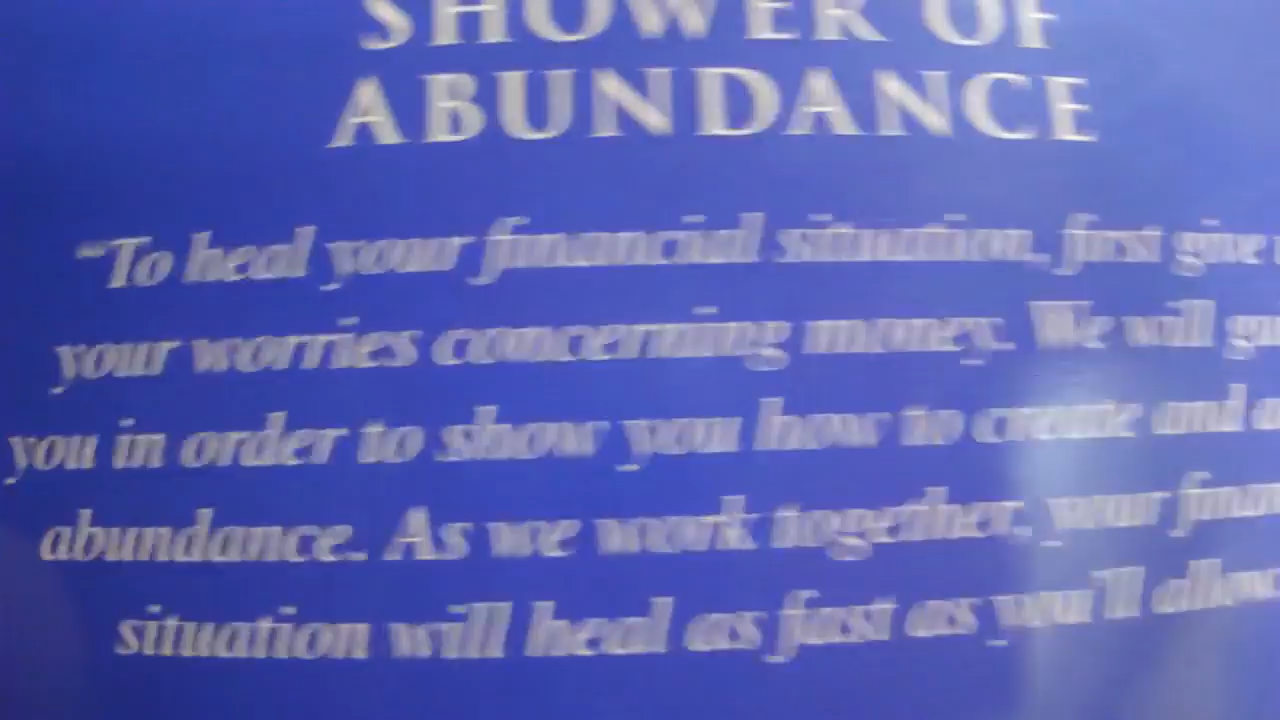 SHOWER OF
ABUNDANCE
"To heal your financial situation, first give
your worries concerning money. We will
you in order to show you how to create and
abundance. As we work together, your
situation will heal as fast as you'll allow